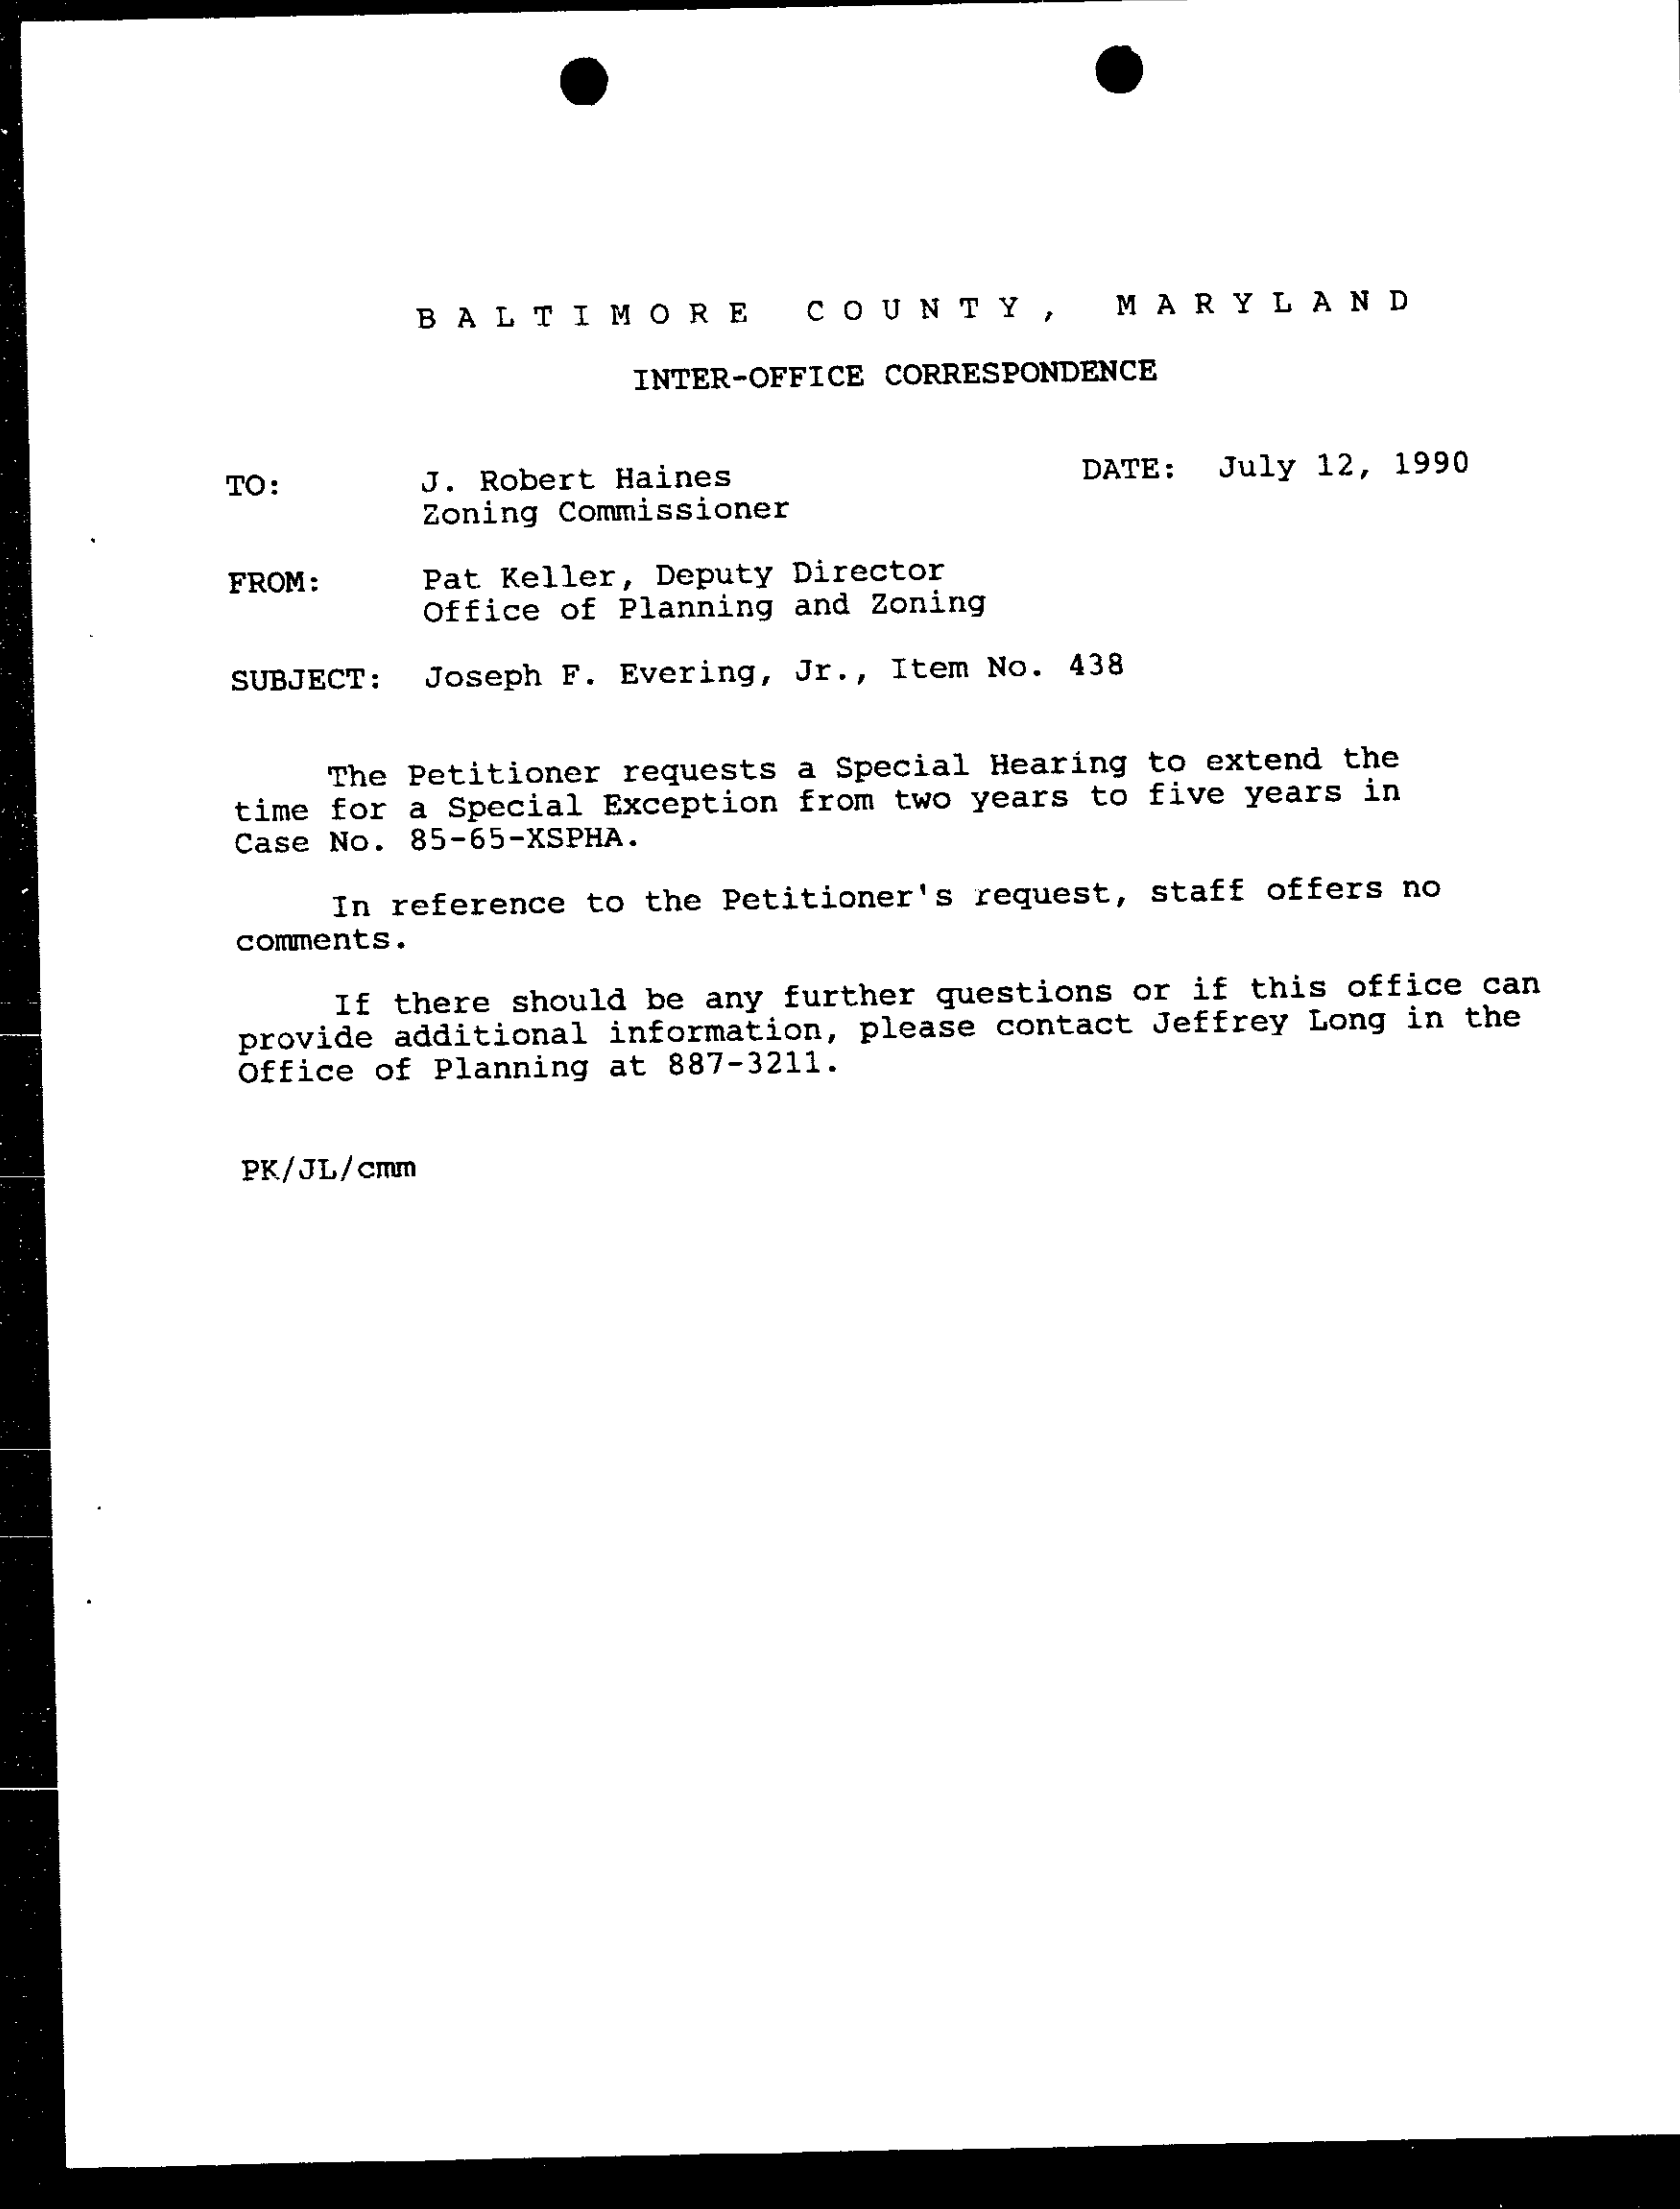 BALTIMORE COUNTY, MARYLAND
INTER-OFFICE CORRESPONDENCE
TO: J. Robert Haines DATE: July 12, 1990
Zoning Commissioner
FROM: Pat Keller, Deputy Director
Office of Planning and Zoning
SUBJECT: Joseph F. Evering, Jr., Item No. 438
The Petitioner requests a Special Hearing to extend the
time for a Special Exception from two years to five years in
Case No. 85-65-XSPHA.
In reference to the Petitioner's request, staff offers no
comments.
If there should be any further questions or if this office can
provide additional information, please contact Jeffrey Long in the
Office of Planning at 887-3211.
PK/JL/cmm